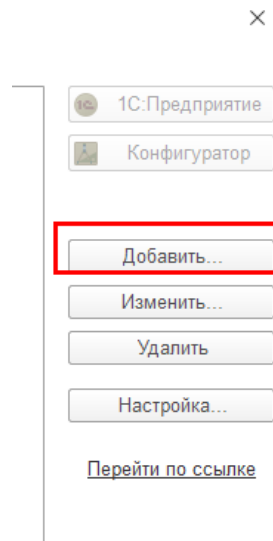 1С:Предприятие
Конфигуратор
Добавить...
Изменить...
Удалить
Настройка...
Перейти по ссылке